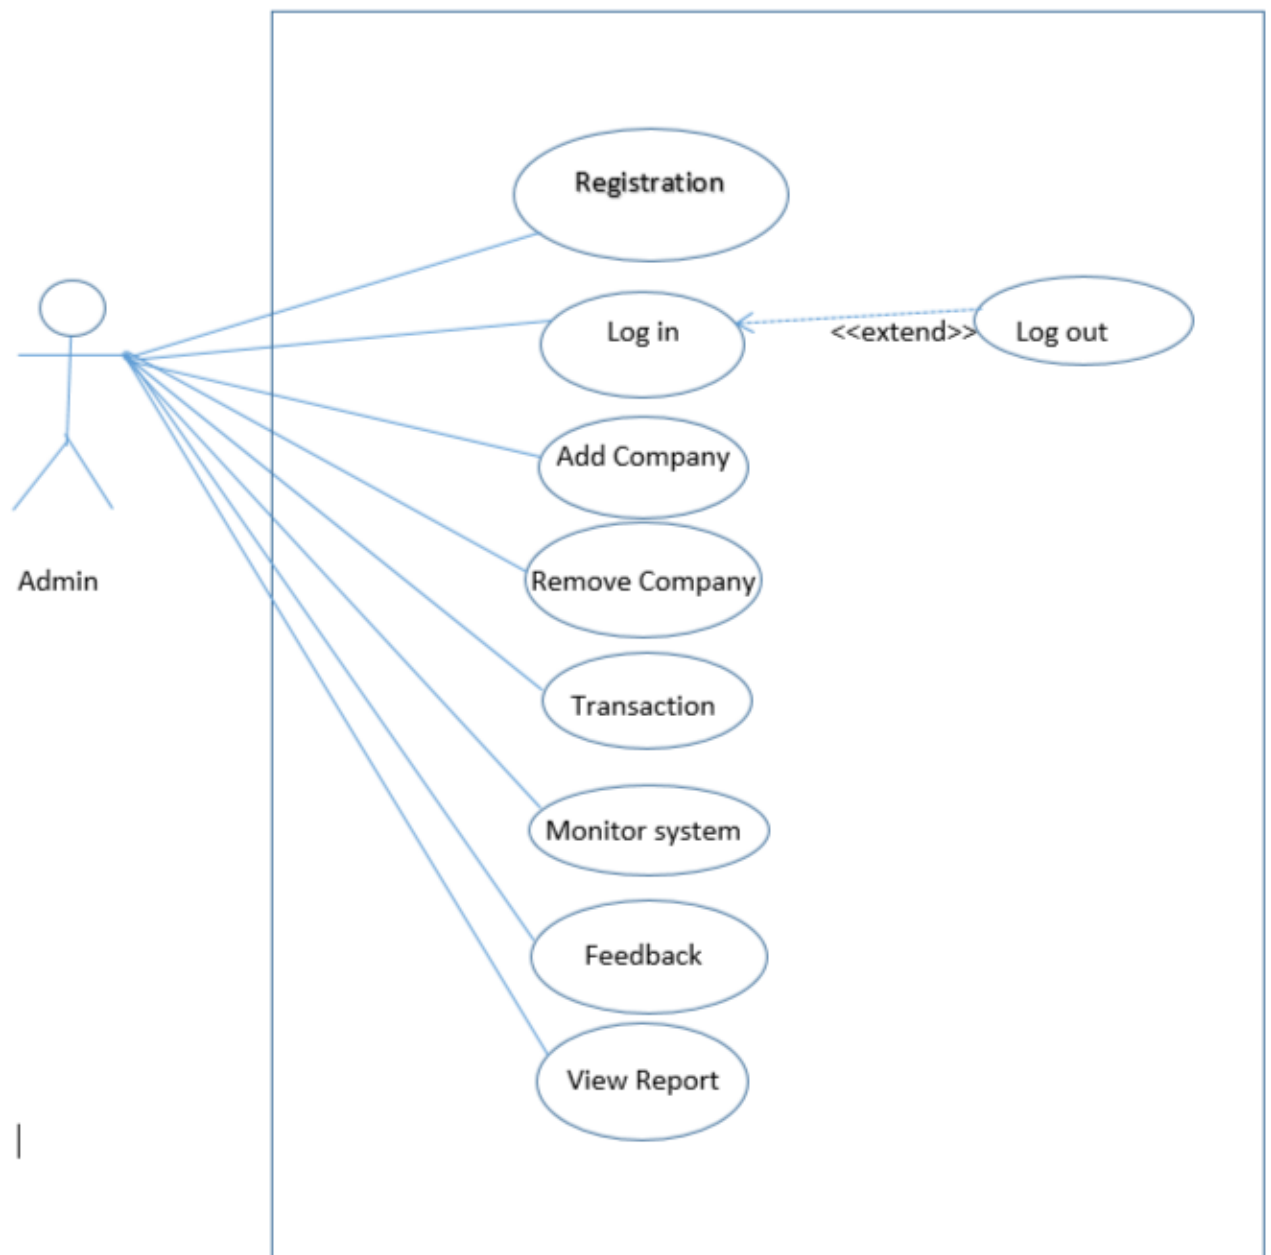 Registration
Log in
<<extend>>
Log out
Add Company
Admin
Remove Company
Transaction
Monitor system
Feedback
View Report